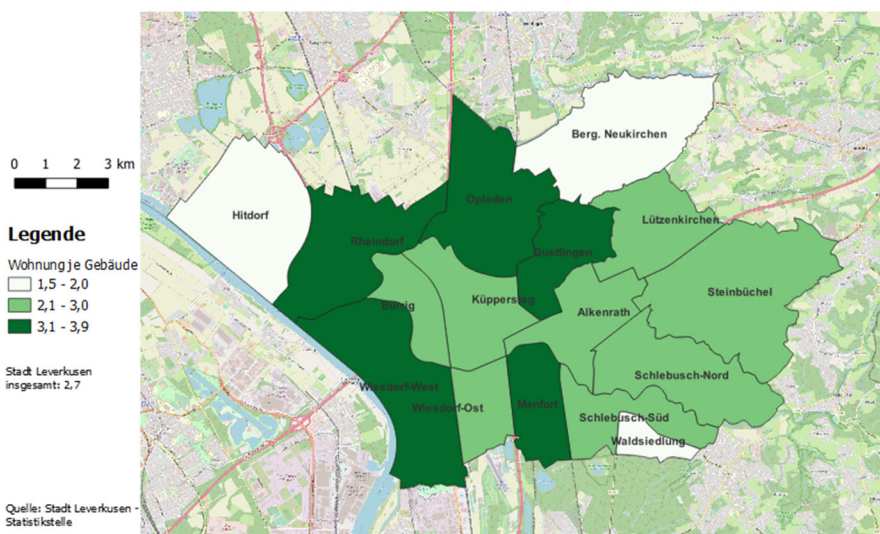 0 1 2 3 km
Legende
Wohnung je Gebäude
1,5 - 2,0
2,1 - 3,0
3,1 - 3,9
Stadt Leverkusen
insgesamt: 2,7
Quelle: Stadt Leverkusen -
Statistikstelle
Berg. Neukirchen
Hitdorf
Opladen
Lützenkirchen
Rheindorf
Quettingen
Steinbüchel
Bürrig
Küppersteg
Alkenrath
Schlebusch-Nord
Wiesdorf-West
Wiesdorf-Ost
Manfort
Schlebusch-Süd
Waldsiedlung